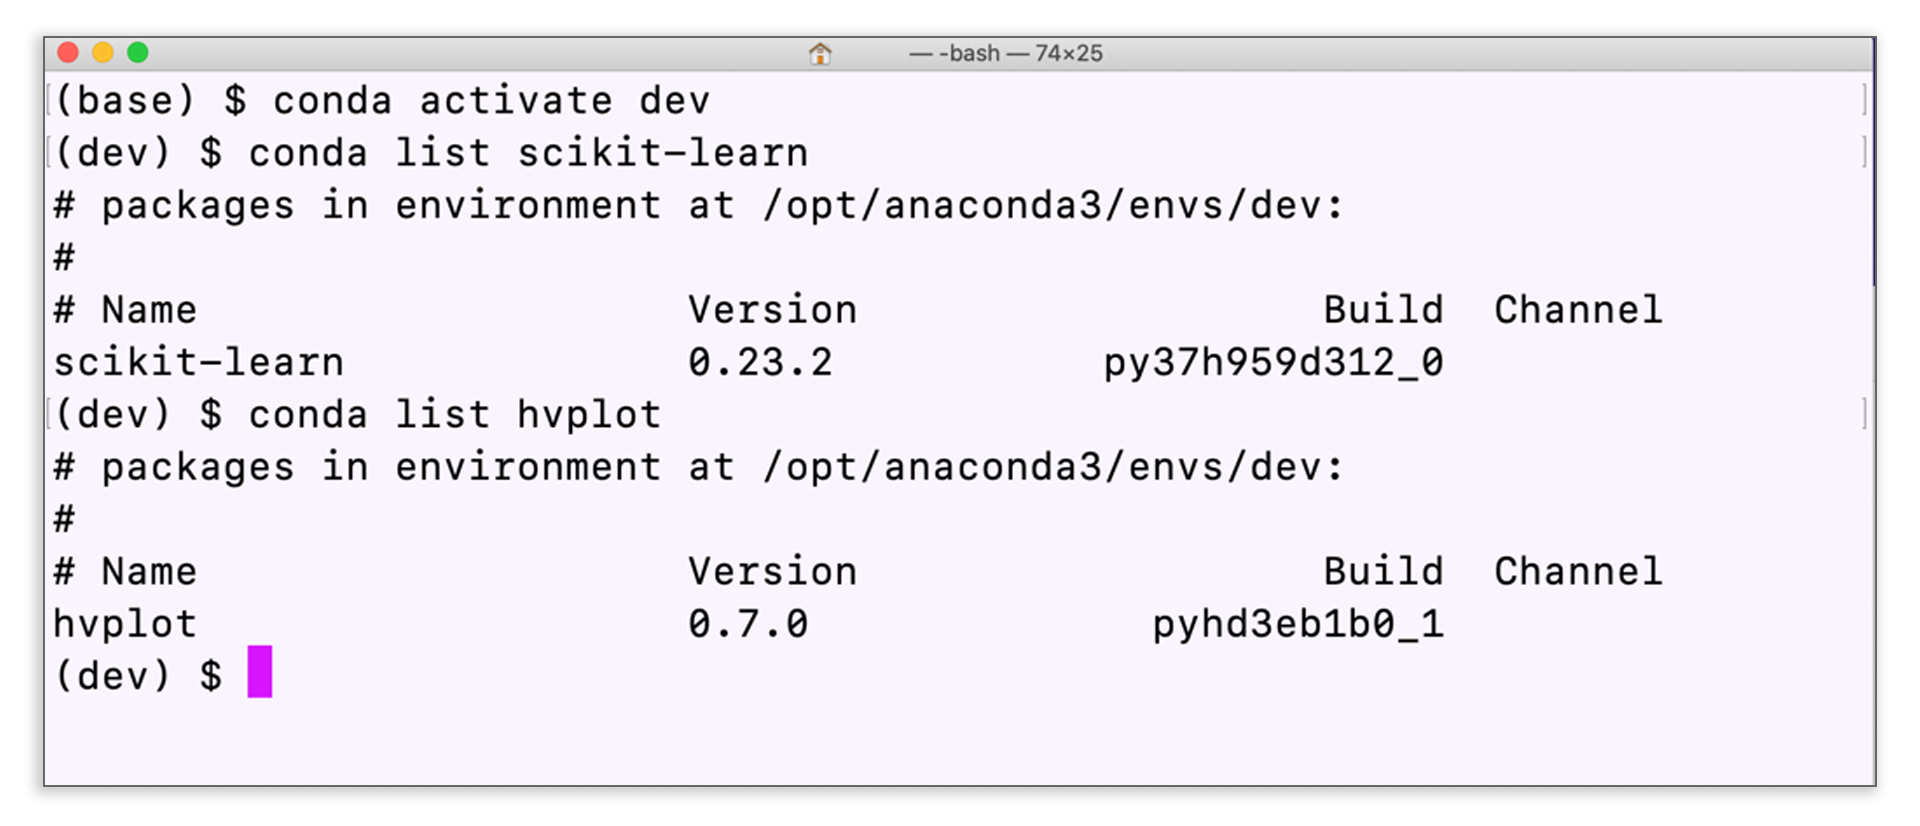 — -bash — 74×25
(base) $ conda activate dev
(dev) $ conda list scikit-learn
# packages in environment at /opt/anaconda3/envs/dev:
#
# Name                    Version                   Build  Channel
scikit-learn              0.23.2           py37h959d312_0
(dev) $ conda list hvplot
# packages in environment at /opt/anaconda3/envs/dev:
#
# Name                    Version                   Build  Channel
hvplot                    0.7.0              pyhd3eb1b0_1
(dev) $